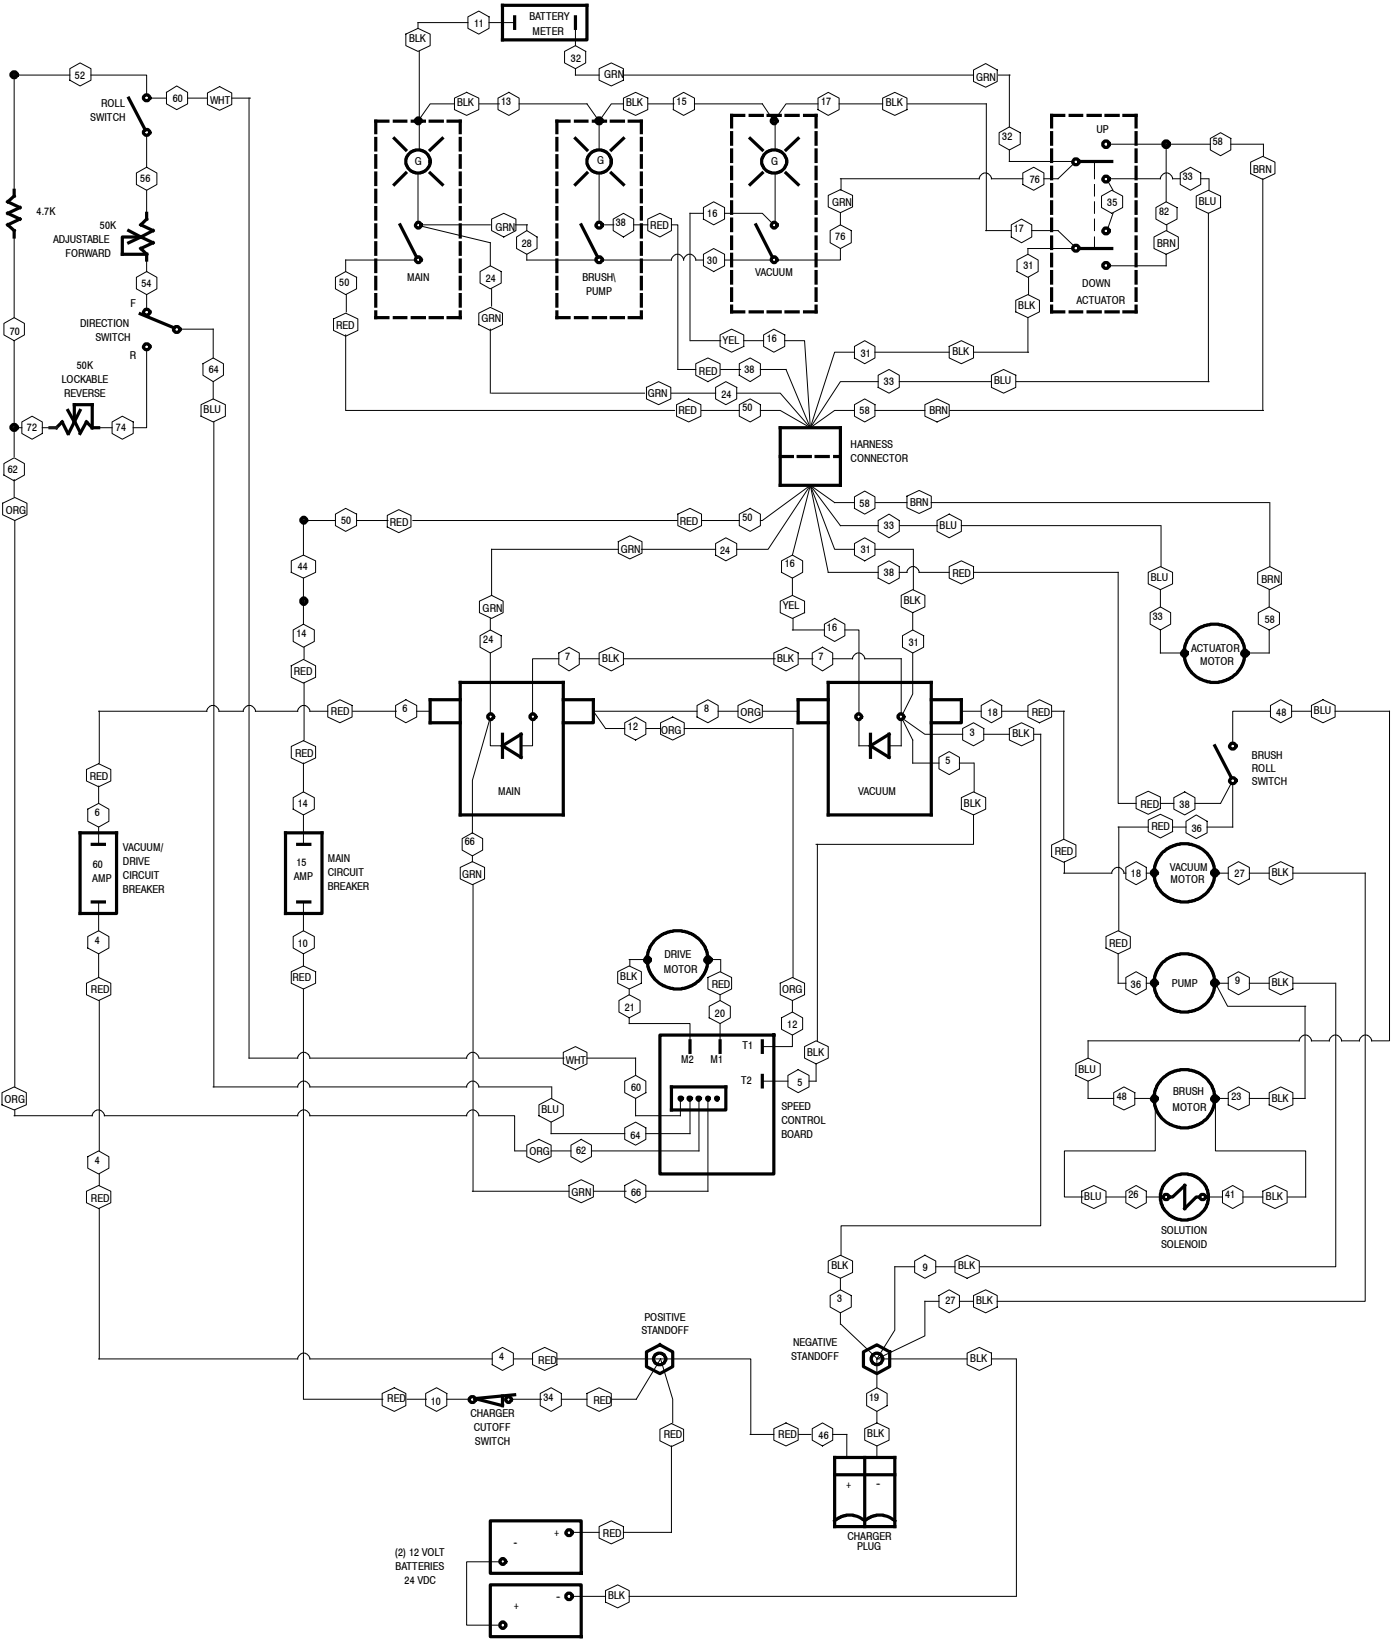 11
BATTERY
METER
BLK
32
GRN
GRN
52
60
WHT
ROLL
SWITCH
BLK
13
BLK
15
17
BLK
32
UP
58
BRN
G
G
G
56
76
33
BLU
4.7K
50K
ADJUSTABLE
FORWARD
GRN
28
38
RED
16
GRN
76
35
82
BRN
17
24
30
31
MAIN
BRUSH\
PUMP
VACUUM
DOWN
ACTUATOR
54
50
RED
GRN
BLK
F
DIRECTION
SWITCH
R
70
YEL
16
31
BLK
50K
LOCKABLE
REVERSE
64
RED
38
33
BLU
GRN
24
BLU
RED
50
58
BRN
72
74
HARNESS
CONNECTOR
62
ORG
50
RED
RED
50
58
BRN
33
BLU
GRN
24
31
44
16
38
RED
BLU
BRN
GRN
YEL
BLK
33
58
14
24
16
31
ACTUATOR
MOTOR
RED
7
BLK
BLK
7
RED
6
8
ORG
18
RED
48
BLU
12
ORG
3
BLK
RED
RED
5
BRUSH
ROLL
SWITCH
MAIN
VACUUM
6
14
BLK
RED
38
RED
36
66
GRN
60
AMP
VACUUM/
DRIVE
CIRCUIT
BREAKER
15
AMP
MAIN
CIRCUIT
BREAKER
RED
18
VACUUM
MOTOR
27
BLK
4
10
RED
RED
RED
DRIVE
MOTOR
BLK
RED
ORG
36
PUMP
9
BLK
21
20
12
M2
M1
T1
T2
BLK
5
WHT
60
BLU
ORG
BLU
SPEED
CONTROL
BOARD
48
BRUSH
MOTOR
23
BLK
64
ORG
62
4
RED
GRN
66
BLU
26
41
BLK
SOLUTION
SOLENOID
BLK
9
BLK
3
27
BLK
POSITIVE
STANDOFF
NEGATIVE
STANDOFF
4
RED
BLK
RED
10
34
RED
19
CHARGER
CUTOFF
SWITCH
RED
RED
46
BLK
+
-
CHARGER
PLUG
(2) 12 VOLT
BATTERIES
24 VDC
-
+
RED
+
-
BLK